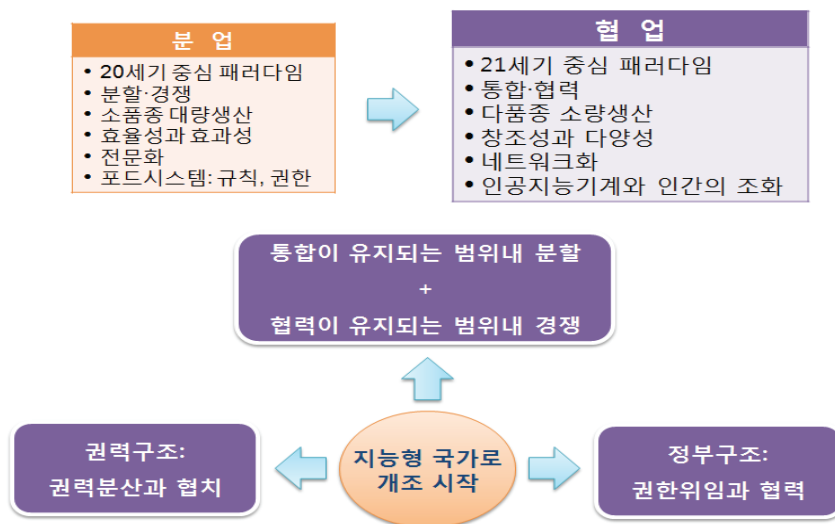 분 업
• 20세기 중심 패러다임
• 분할·경쟁
• 소품종 대량생산
• 효율성과 효과성
• 전문화
• 포드시스템: 규칙, 권한
협 업
• 21세기 중심 패러다임
• 통합·협력
• 다품종 소량생산
• 창조성과 다양성
• 네트워크화
• 인공지능기계와 인간의 조화
통합이 유지되는 범위내 분할
+
협력이 유지되는 범위내 경쟁
권력구조:
권력분산과 협치
지능형 국가로
개조 시작
정부구조:
권한위임과 협력